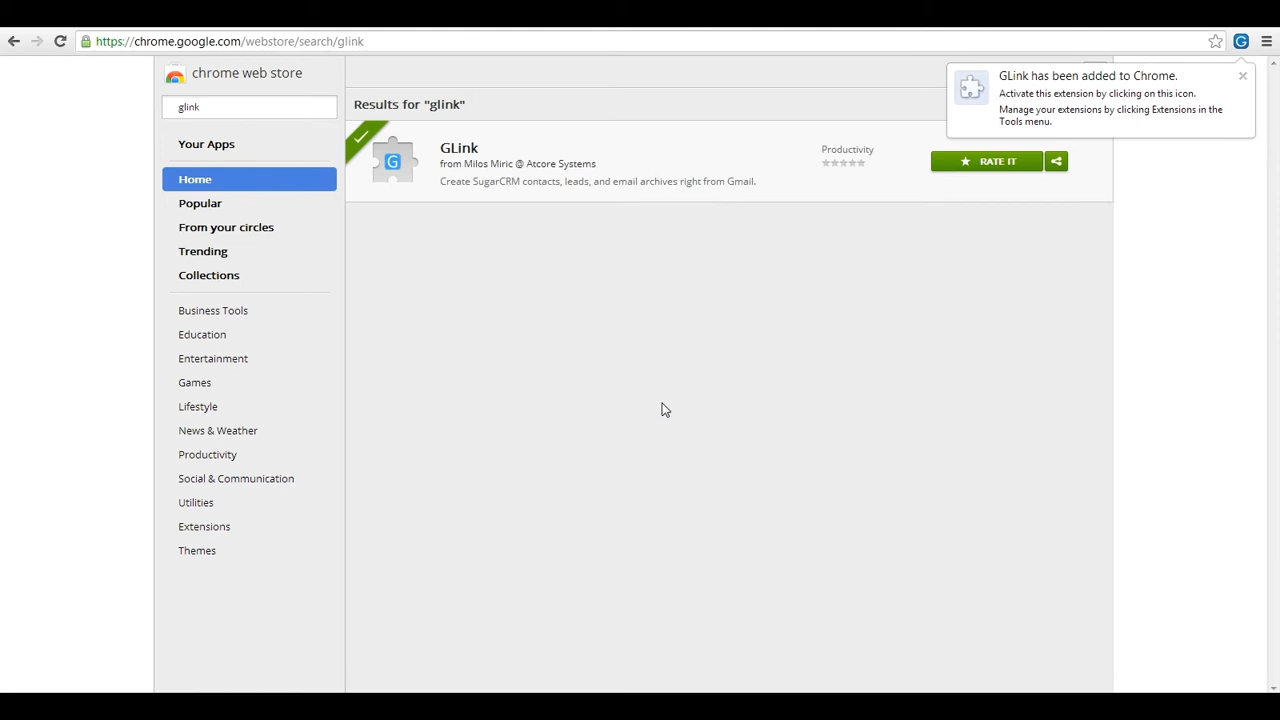 https://chrome.google.com/webstore/search/glink
G
chrome web store
glink
Your Apps
Home
Popular
From your circles
Trending
Collections
Business Tools
Education
Entertainment
Games
Lifestyle
News & Weather
Productivity
Social & Communication
Utilities
Extensions
Themes
Results for "glink"
G
GLink
from Milos Miric @ Atcore Systems
Create SugarCRM contacts, leads, and email archives right from Gmail.
Productivity
RATE IT
GLink has been added to Chrome.
Activate this extension by clicking on this icon.
Manage your extensions by clicking Extensions in the
Tools menu.